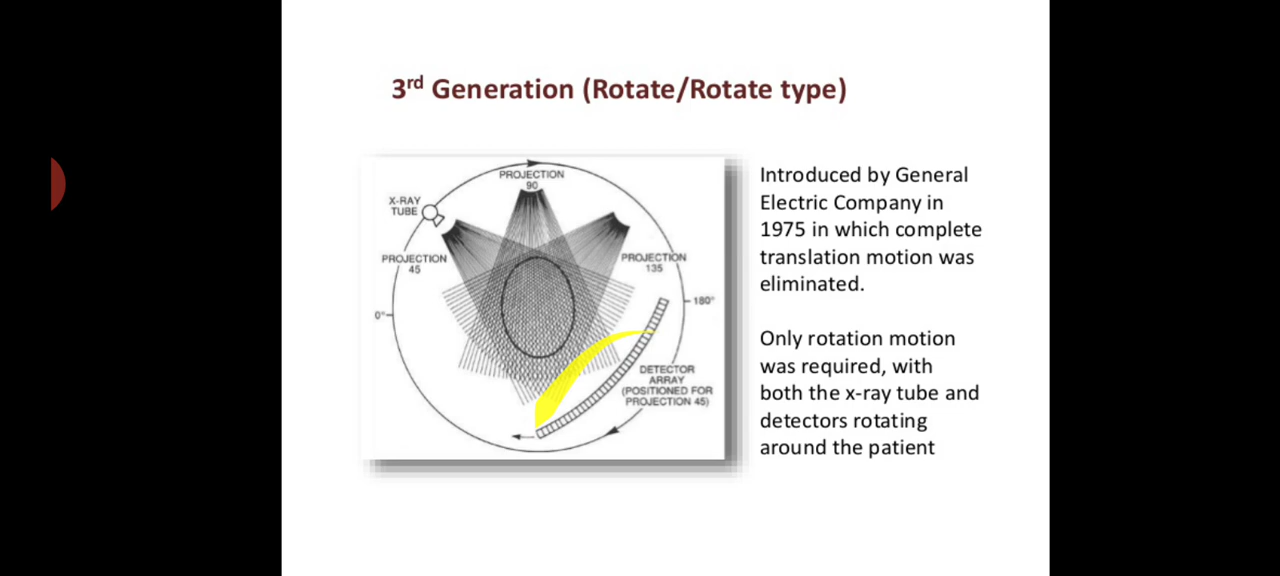 3rd Generation (Rotate/Rotate type)
PROJECTION
90
X-RAY
TUBE
PROJECTION
45
PROJECTION
135
0°
180°
DETECTOR
ARRAY
(POSITIONED FOR
PROJECTION 45)
Introduced by General
Electric Company in
1975 in which complete
translation motion was
eliminated.
Only rotation motion
was required, with
both the x-ray tube and
detectors rotating
around the patient